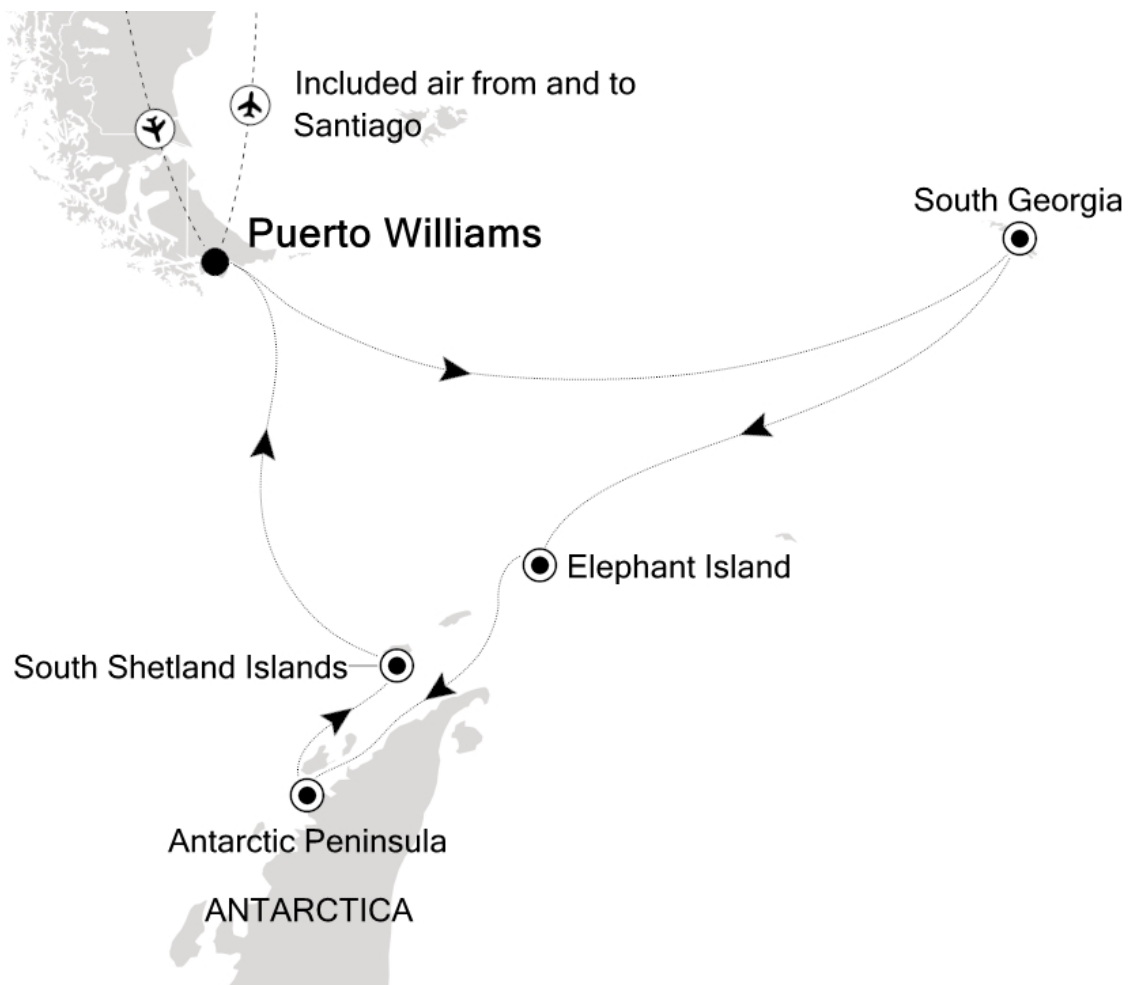 Included air from and to
Santiago
South Georgia
Puerto Williams
Elephant Island
South Shetland Islands
Antarctic Peninsula
ANTARCTICA